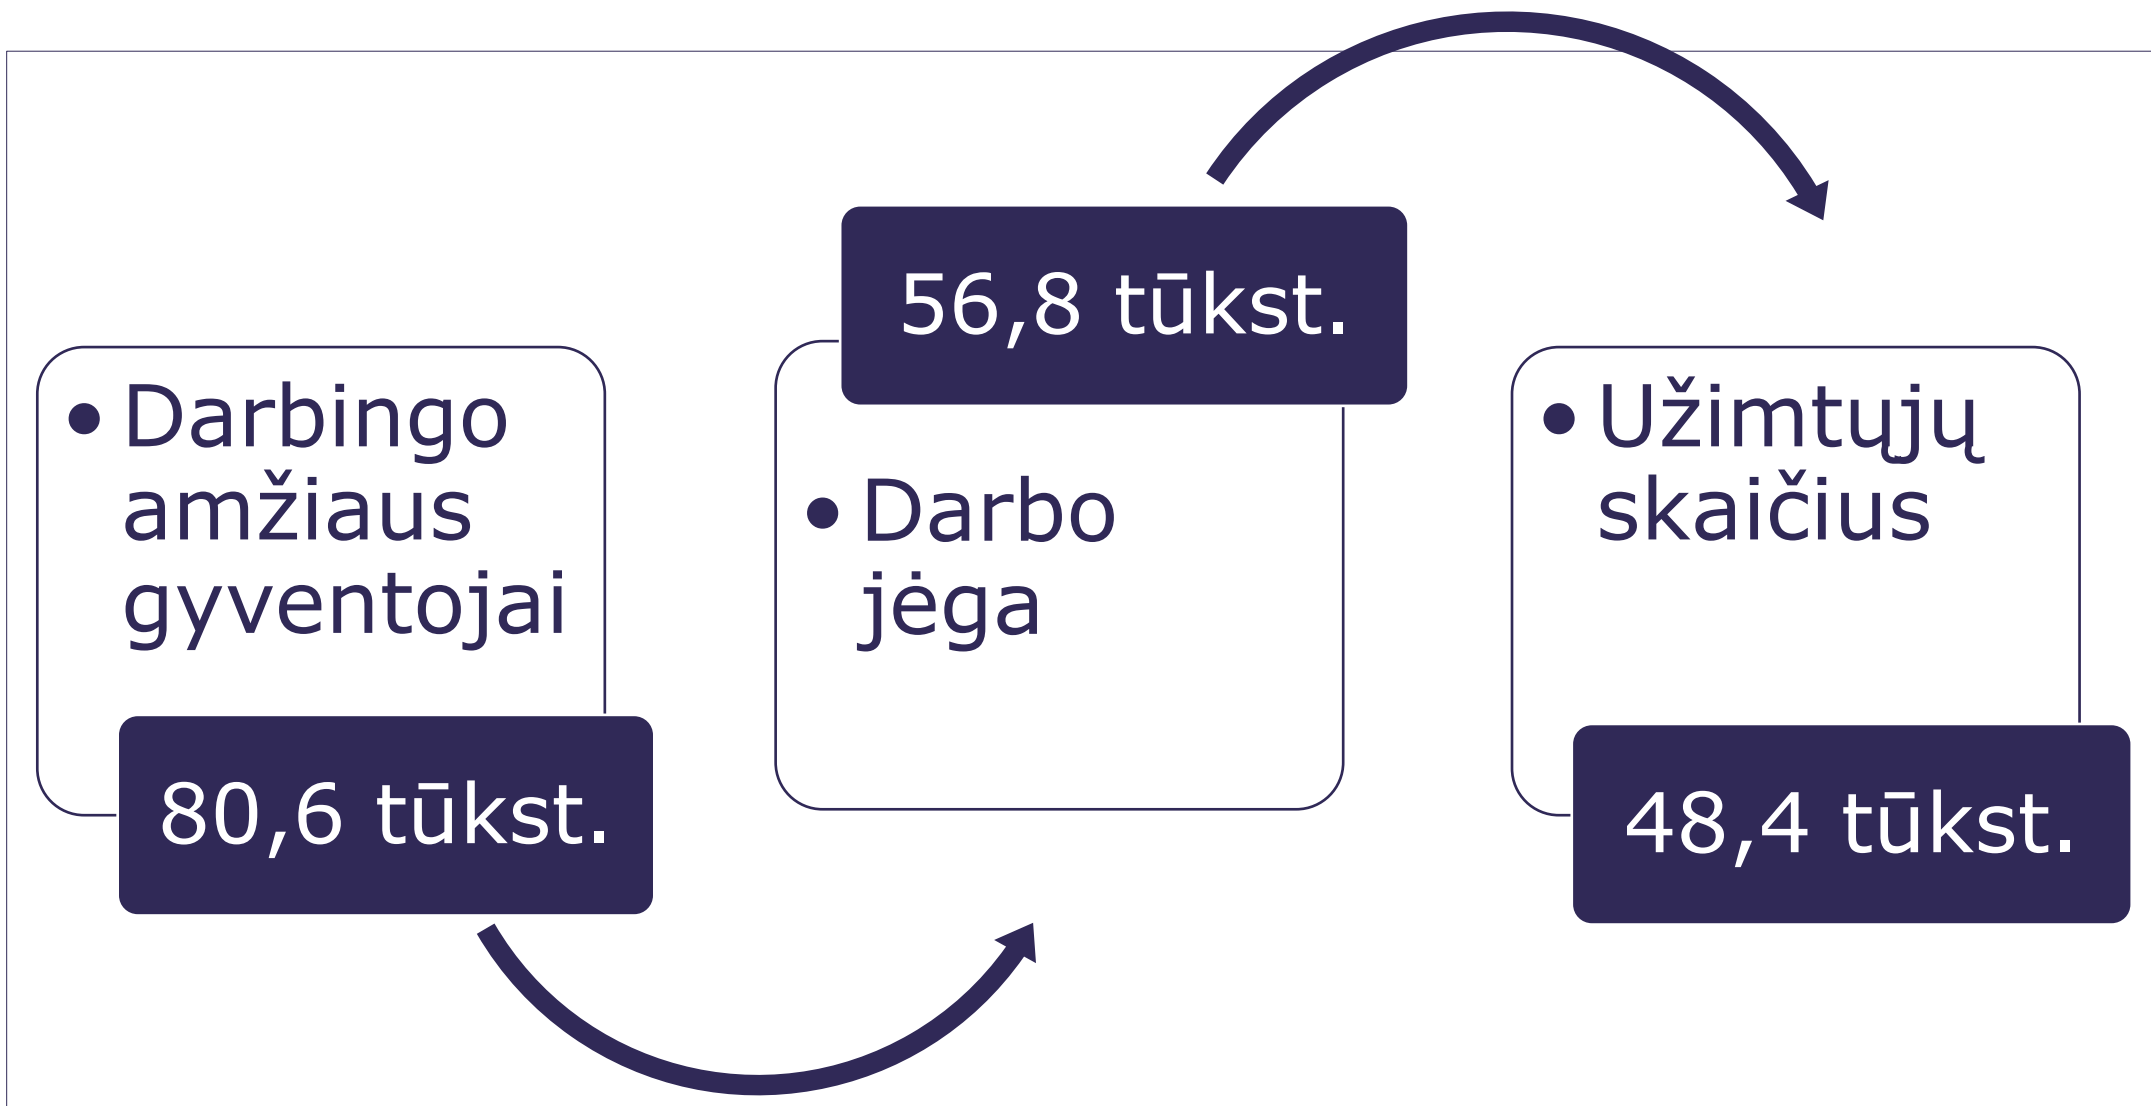 • Darbingo
amžiaus
gyventojai
80,6 tūkst.
56,8 tūkst.
• Darbo
jėga
• Užimtųjų
skaičius
48,4 tūkst.